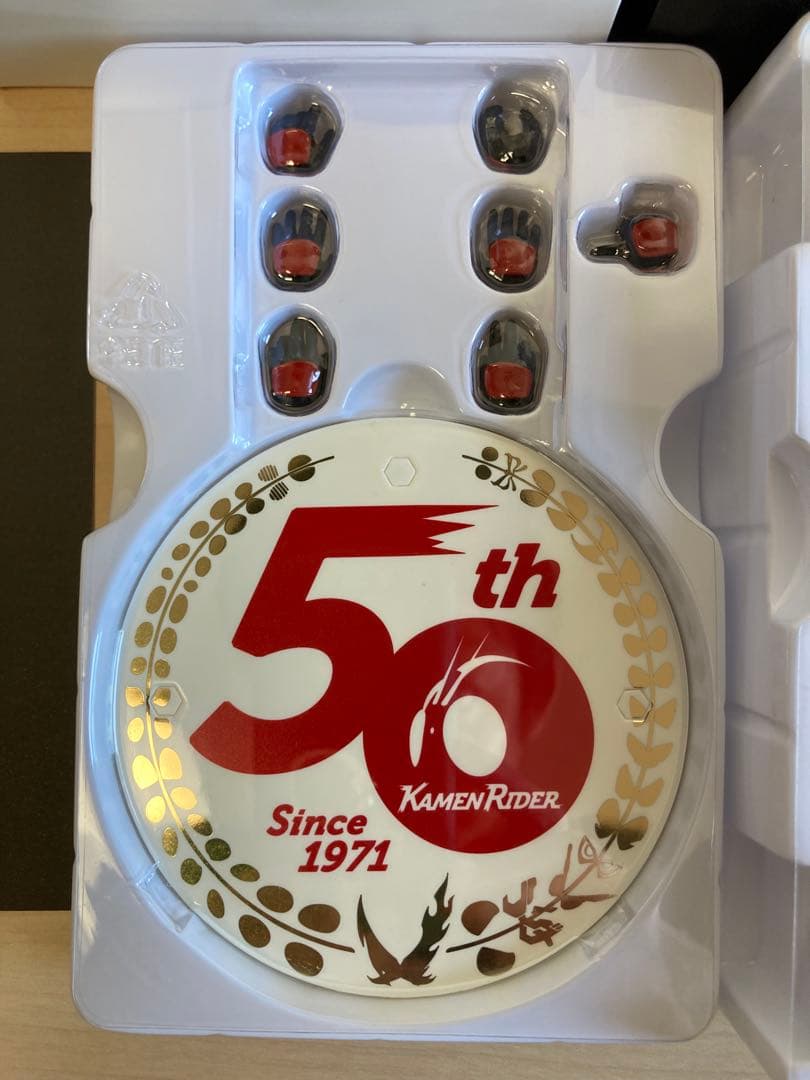 50th
KAMEN RIDER
Since
1971